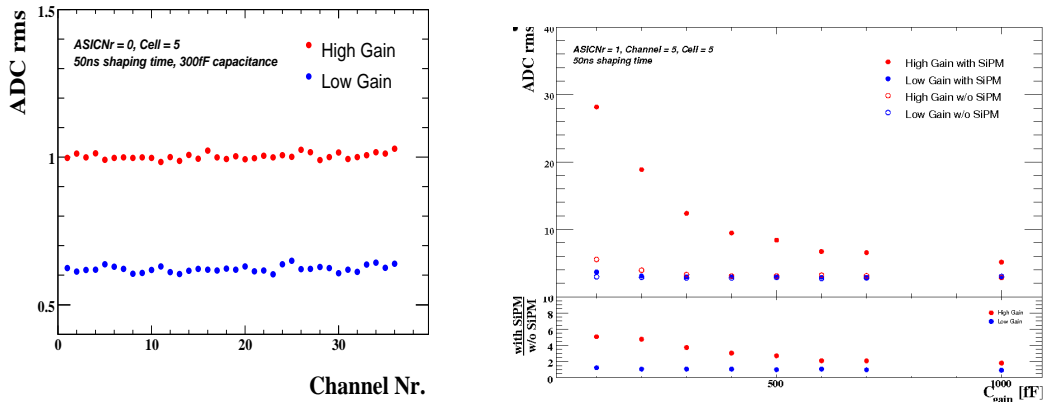 1.5
ADC rms
ASICNr = 0, Cell = 5
50ns shaping time, 300fF capacitance
High Gain
Low Gain
1
0.5
0
10
20
30
Channel Nr.
40
ADC rms
ASICNr = 1, Channel = 5, Cell = 5
50ns shaping time
High Gain with SiPM
Low Gain with SiPM
High Gain w/o SiPM
Low Gain w/o SiPM
30
20
10
with SiPM
w/o SiPM
10
8
6
4
2
0
High Gain
Low Gain
500
1000
C_gain [fF]